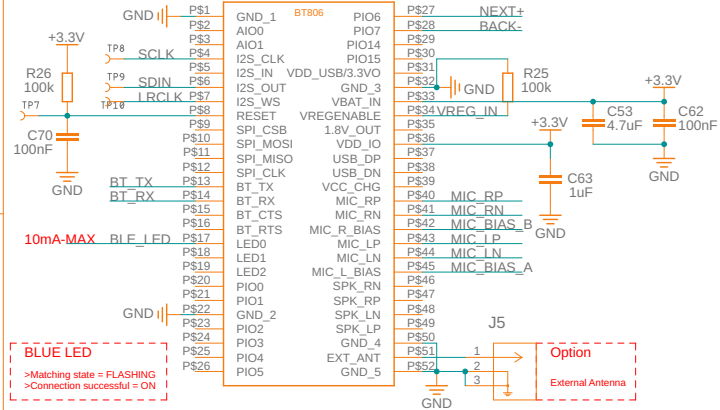 BT806
P$1 GND_1
P$2 AIO0
P$3 AIO1
P$4 I2S_CLK
P$5 I2S_IN
P$6 I2S_OUT
P$7 I2S_WS
P$8 RESET
P$9 SPI_CSB
P$10 SPI_MOSI
P$11 SPI_MISO
P$12 SPI_CLK
P$13 BT_TX
P$14 BT_RX
P$15 BT_CTS
P$16 BT_RTS
P$17 LED0
P$18 LED1
P$19 LED2
P$20 PIO0
P$21 PIO1
P$22 GND_2
P$23 PIO2
P$24 PIO3
P$25 PIO4
P$26 PIO5
PIO6 P$27 NEXT+
PIO7 P$28 BACK-
PIO14 P$29
PIO15 P$30
VDD_USB/3.3VO P$31
GND_3 P$32
VBAT_IN P$33
VREGENABLE P$34 VREG_IN
1.8V_OUT P$35
VDD_IO P$36
USB_DP P$37
USB_DN P$38
VCC_CHG P$39
MIC_RP P$40 MIC_RP
MIC_RN P$41 MIC_RN
MIC_R_BIAS P$42 MIC_BIAS_B
MIC_LP P$43 MIC_LP
MIC_LN P$44 MIC_LN
MIC_L_BIAS P$45 MIC_BIAS_A
SPK_RN P$46
SPK_RP P$47
SPK_LN P$48
SPK_LP P$49
GND_4 P$50
EXT_ANT P$51
GND_5 P$52
GND
+3.3V
R26
100k
TP7
C70
100nF
GND
TP8 SCLK
TP9 SDIN
TP10 LRCLK
BT_TX
BT_RX
10mA-MAX BLE_LED
GND
BLUE LED
>Matching state = FLASHING
>Connection successful = ON
GND
R25
100k
+3.3V
C53
4.7uF
C62
100nF
GND
+3.3V
C63
1uF
GND
J5
1
2
3
GND
Option
External Antenna